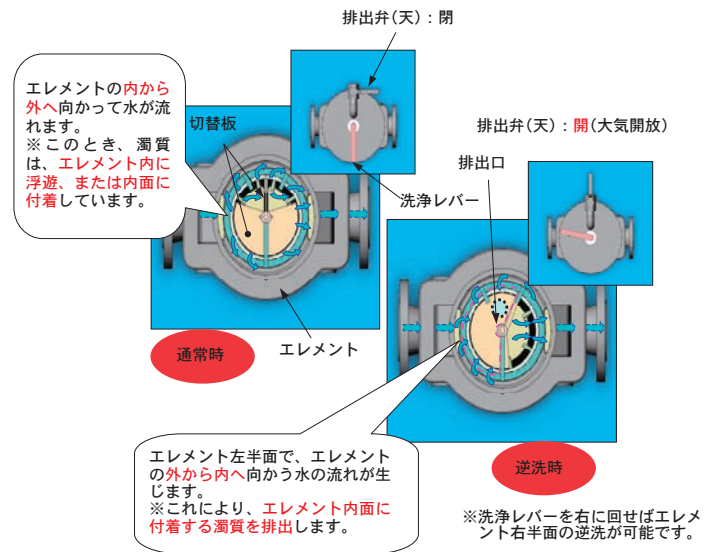 排出弁(天)：閉
エレメントの内から
外へ向かって水が流
れます。
※このとき、濁質
は、エレメント内に
浮遊、または内面に
付着しています。
切替板
洗浄レバー
排出弁(天)：開(大気開放)
排出口
通常時
エレメント
エレメント左半面で、エレメント
の外から内へ向かう水の流れが生
じます。
※これにより、エレメント内面に
付着する濁質を排出します。
逆洗時
※洗浄レバーを右に回せばエレメ
ント右半面の逆洗が可能です。